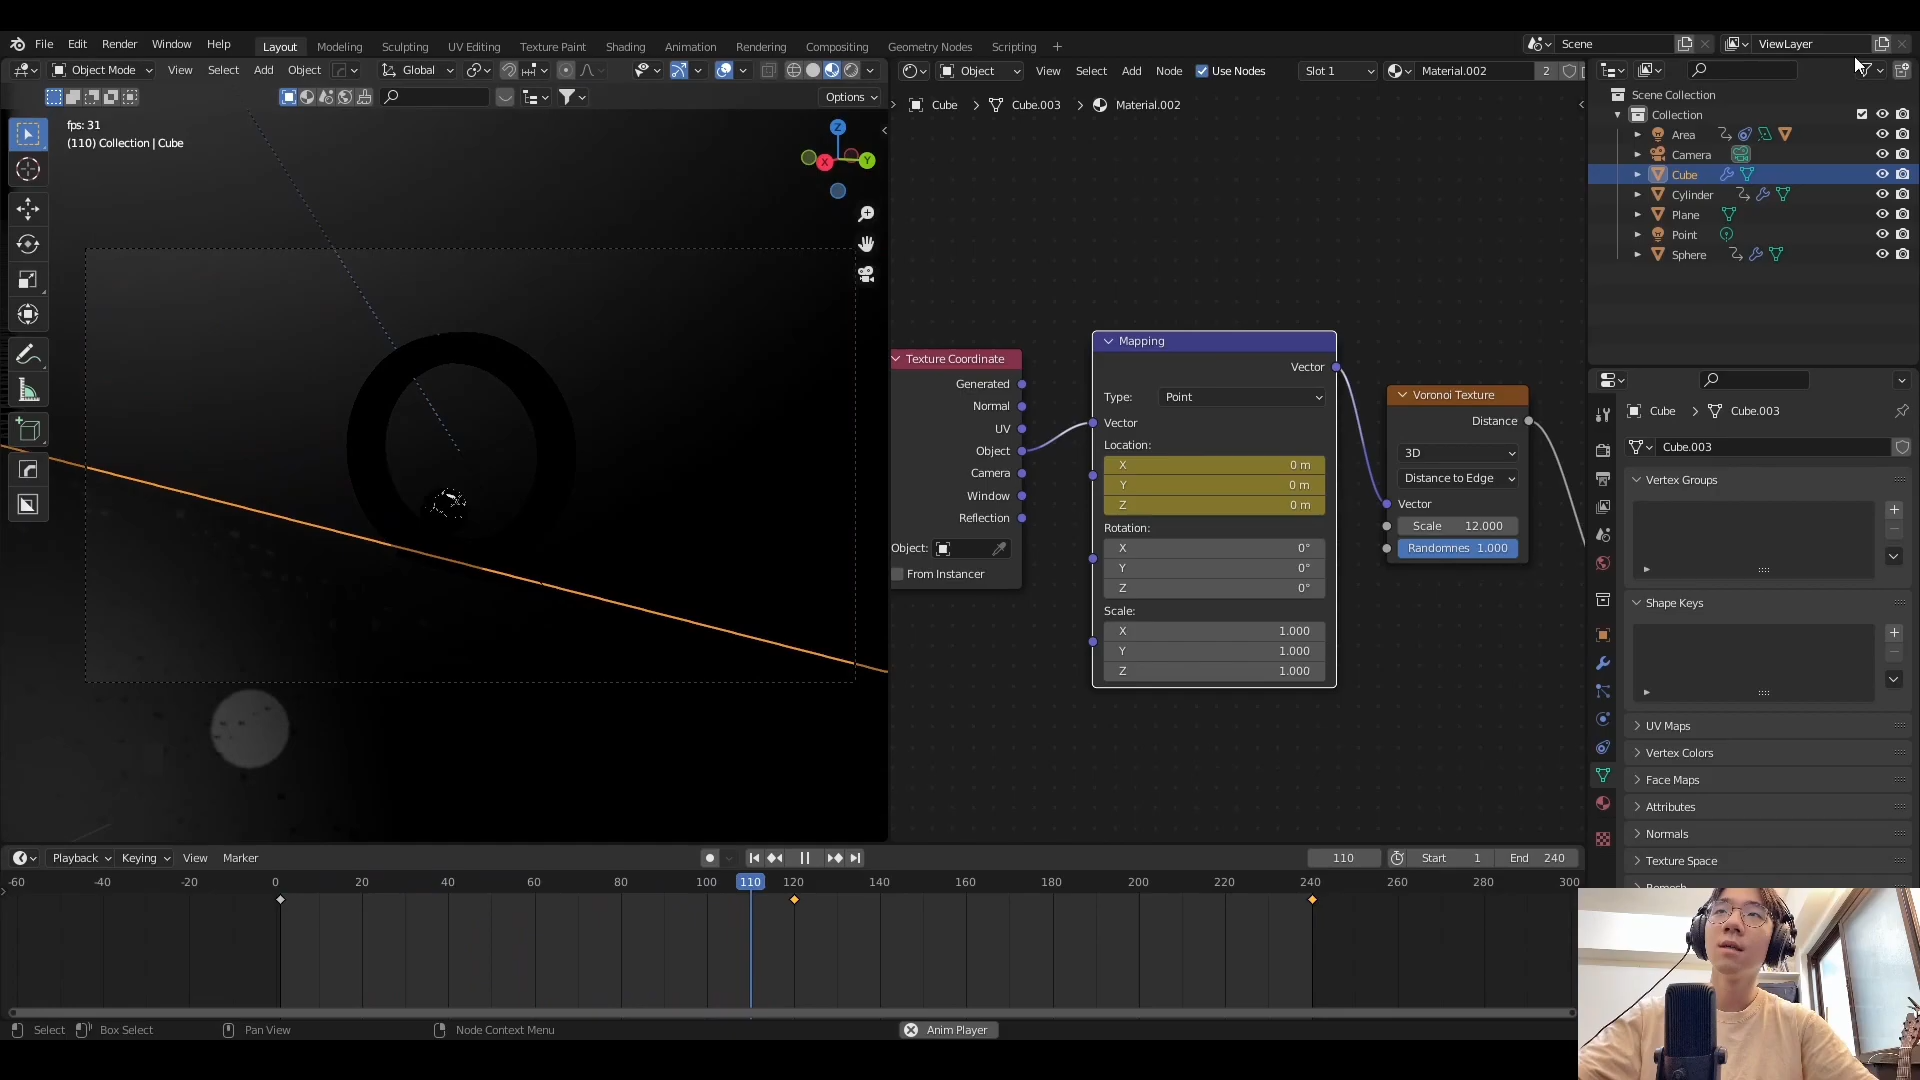 File Edit Render Window Help Layout Modeling Sculpting UV Editing Texture Paint Shading Animation Rendering Compositing Geometry Nodes Scripting + Scene ViewLayer
Object Mode View Select Add Object Global
Object View Select Add Node Use Nodes Slot 1 Material.002 2
Options
fps: 31
(110) Collection | Cube
Z
X
Y
Cube > Cube.003 > Material.002
Texture Coordinate
Generated
Normal
UV
Object
Camera
Window
Reflection
Object:
From Instancer
Mapping
Vector
Type: Point
Vector
Location:
X 0 m
Y 0 m
Z 0 m
Rotation:
X 0°
Y 0°
Z 0°
Scale:
X 1.000
Y 1.000
Z 1.000
Voronoi Texture
Distance
3D
Distance to Edge
Vector
Scale 12.000
Randomnes 1.000
Scene Collection
Collection
Area
Camera
Cube
Cylinder
Plane
Point
Sphere
Cube > Cube.003
Cube.003
Vertex Groups
Shape Keys
UV Maps
Vertex Colors
Face Maps
Attributes
Normals
Texture Space
Playback Keying View Marker
110 Start 1 End 240
-60 -40 -20 0 20 40 60 80 100 110 120 140 160 180 200 220 240 260 280 300
Select Box Select Pan View Node Context Menu Anim Player